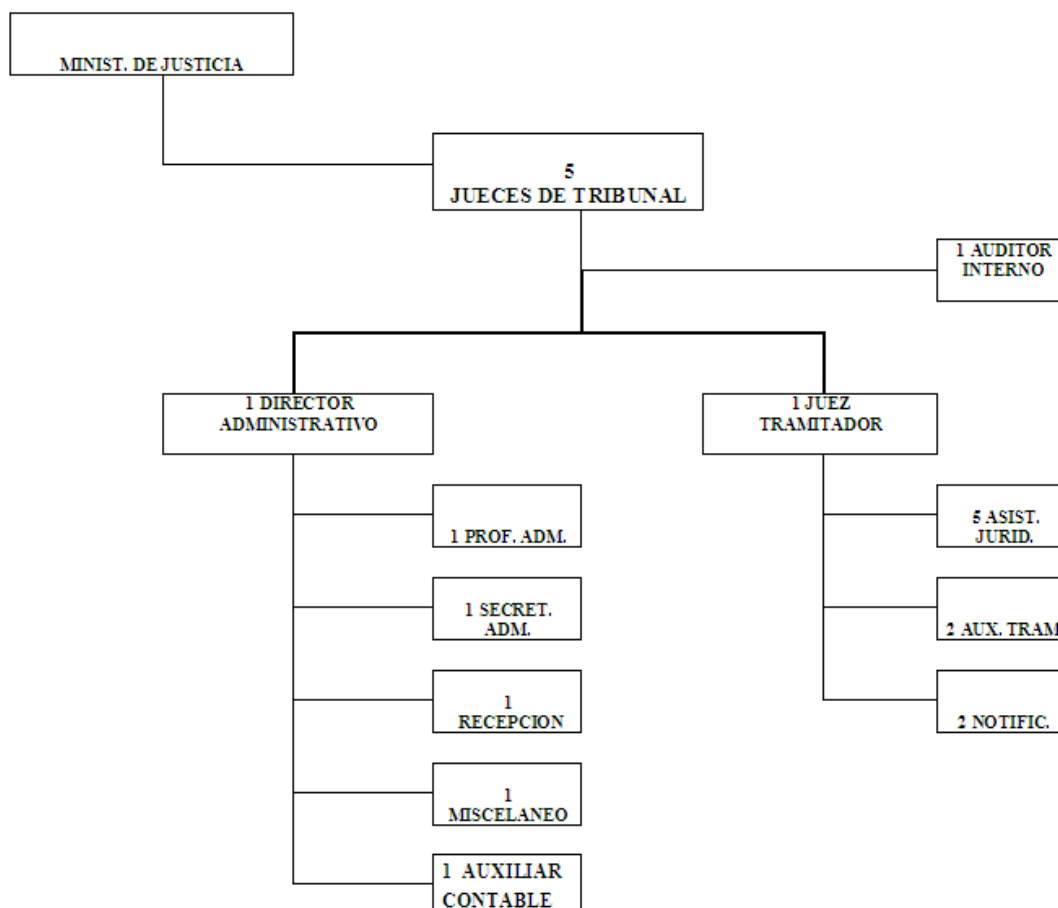 MINIST. DE JUSTICIA
5
JUECES DE TRIBUNAL
1 AUDITOR
INTERNO
1 DIRECTOR
ADMINISTRATIVO
1 JUEZ
TRAMITADOR
1 PROF. ADM.
5 ASIST.
JURID.
1 SECRET.
ADM.
2 AUX. TRAM
1
RECEPCION
2 NOTIFIC.
1
MISCELANEO
1 AUXILIAR
CONTABLE